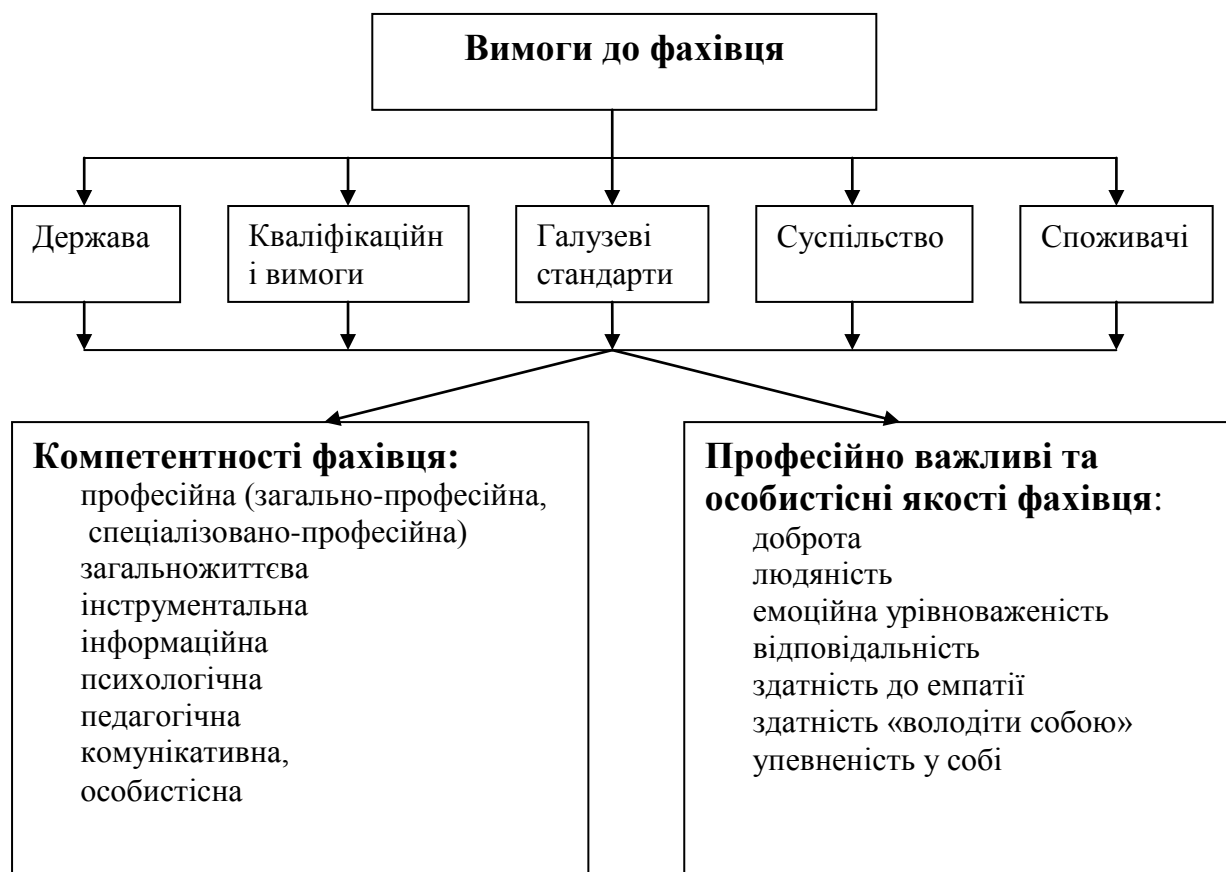 Вимоги до фахівця
Держава
Кваліфікаційн
і вимоги
Галузеві
стандарти
Суспільство
Споживачі
Компетентності фахівця:
професійна (загально-професійна,
спеціалізовано-професійна)
загальножиттєва
інструментальна
інформаційна
психологічна
педагогічна
комунікативна,
особистісна
Професійно важливі та
особистісні якості фахівця:
доброта
людяність
емоційна урівноваженість
відповідальність
здатність до емпатії
здатність «володіти собою»
упевненість у собі